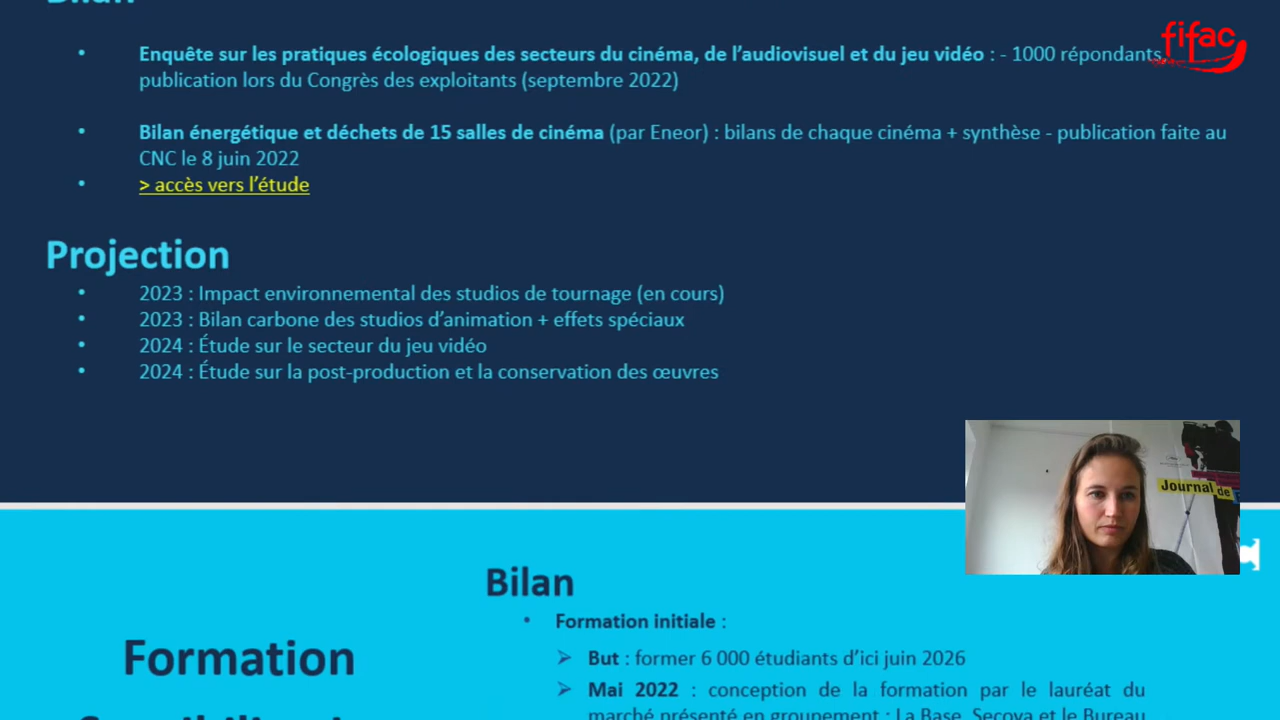 Bilan
• Enquête sur les pratiques écologiques des secteurs du cinéma, de l’audiovisuel et du jeu vidéo : - 1000 répondants,
publication lors du Congrès des exploitants (septembre 2022)
fifac
• Bilan énergétique et déchets de 15 salles de cinéma (par Eneor) : bilans de chaque cinéma + synthèse - publication faite au
CNC le 8 juin 2022
• > accès vers l’étude
Projection
• 2023 : Impact environnemental des studios de tournage (en cours)
• 2023 : Bilan carbone des studios d’animation + effets spéciaux
• 2024 : Étude sur le secteur du jeu vidéo
• 2024 : Étude sur la post-production et la conservation des œuvres
Journal de
Formation
Bilan
• Formation initiale :
➢ But : former 6 000 étudiants d’ici juin 2026
➢ Mai 2022 : conception de la formation par le lauréat du
marché présenté en groupement : La Base, Secoya et le Bureau